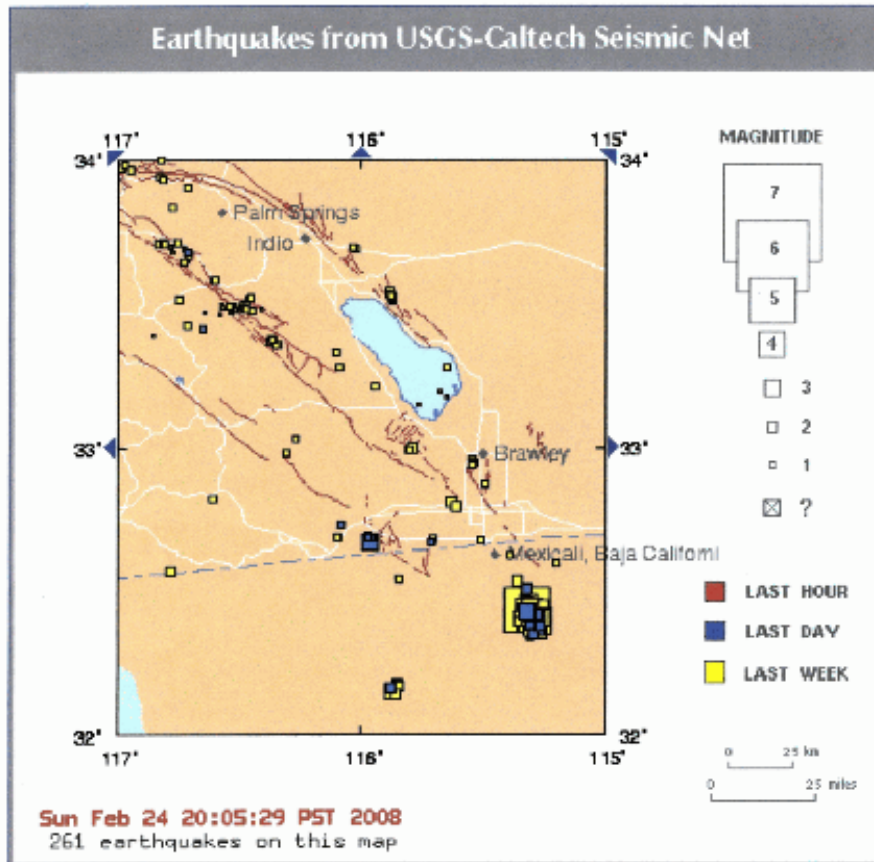 Earthquakes from USGS-Caltech Seismic Net
117° 116° 115°
34° 34°
MAGNITUDE
7
6
5
4
3
2
1
?
Palm Springs
Indio
33° 33°
Brawley
Mexicali, Baja Californi
LAST HOUR
LAST DAY
LAST WEEK
32° 32°
117° 116° 115°
0 25 km
0 25 miles
Sun Feb 24 20:05:29 PST 2008
261 earthquakes on this map